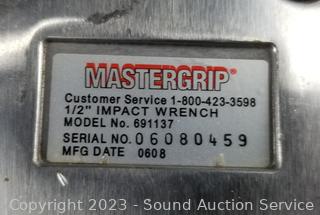 MASTERGRIP®
Customer Service 1-800-423-3598
1/2" IMPACT WRENCH
MODEL No. 691137
SERIAL NO. 06080459
MFG DATE 0608
Copyright 2023 - Sound Auction Service